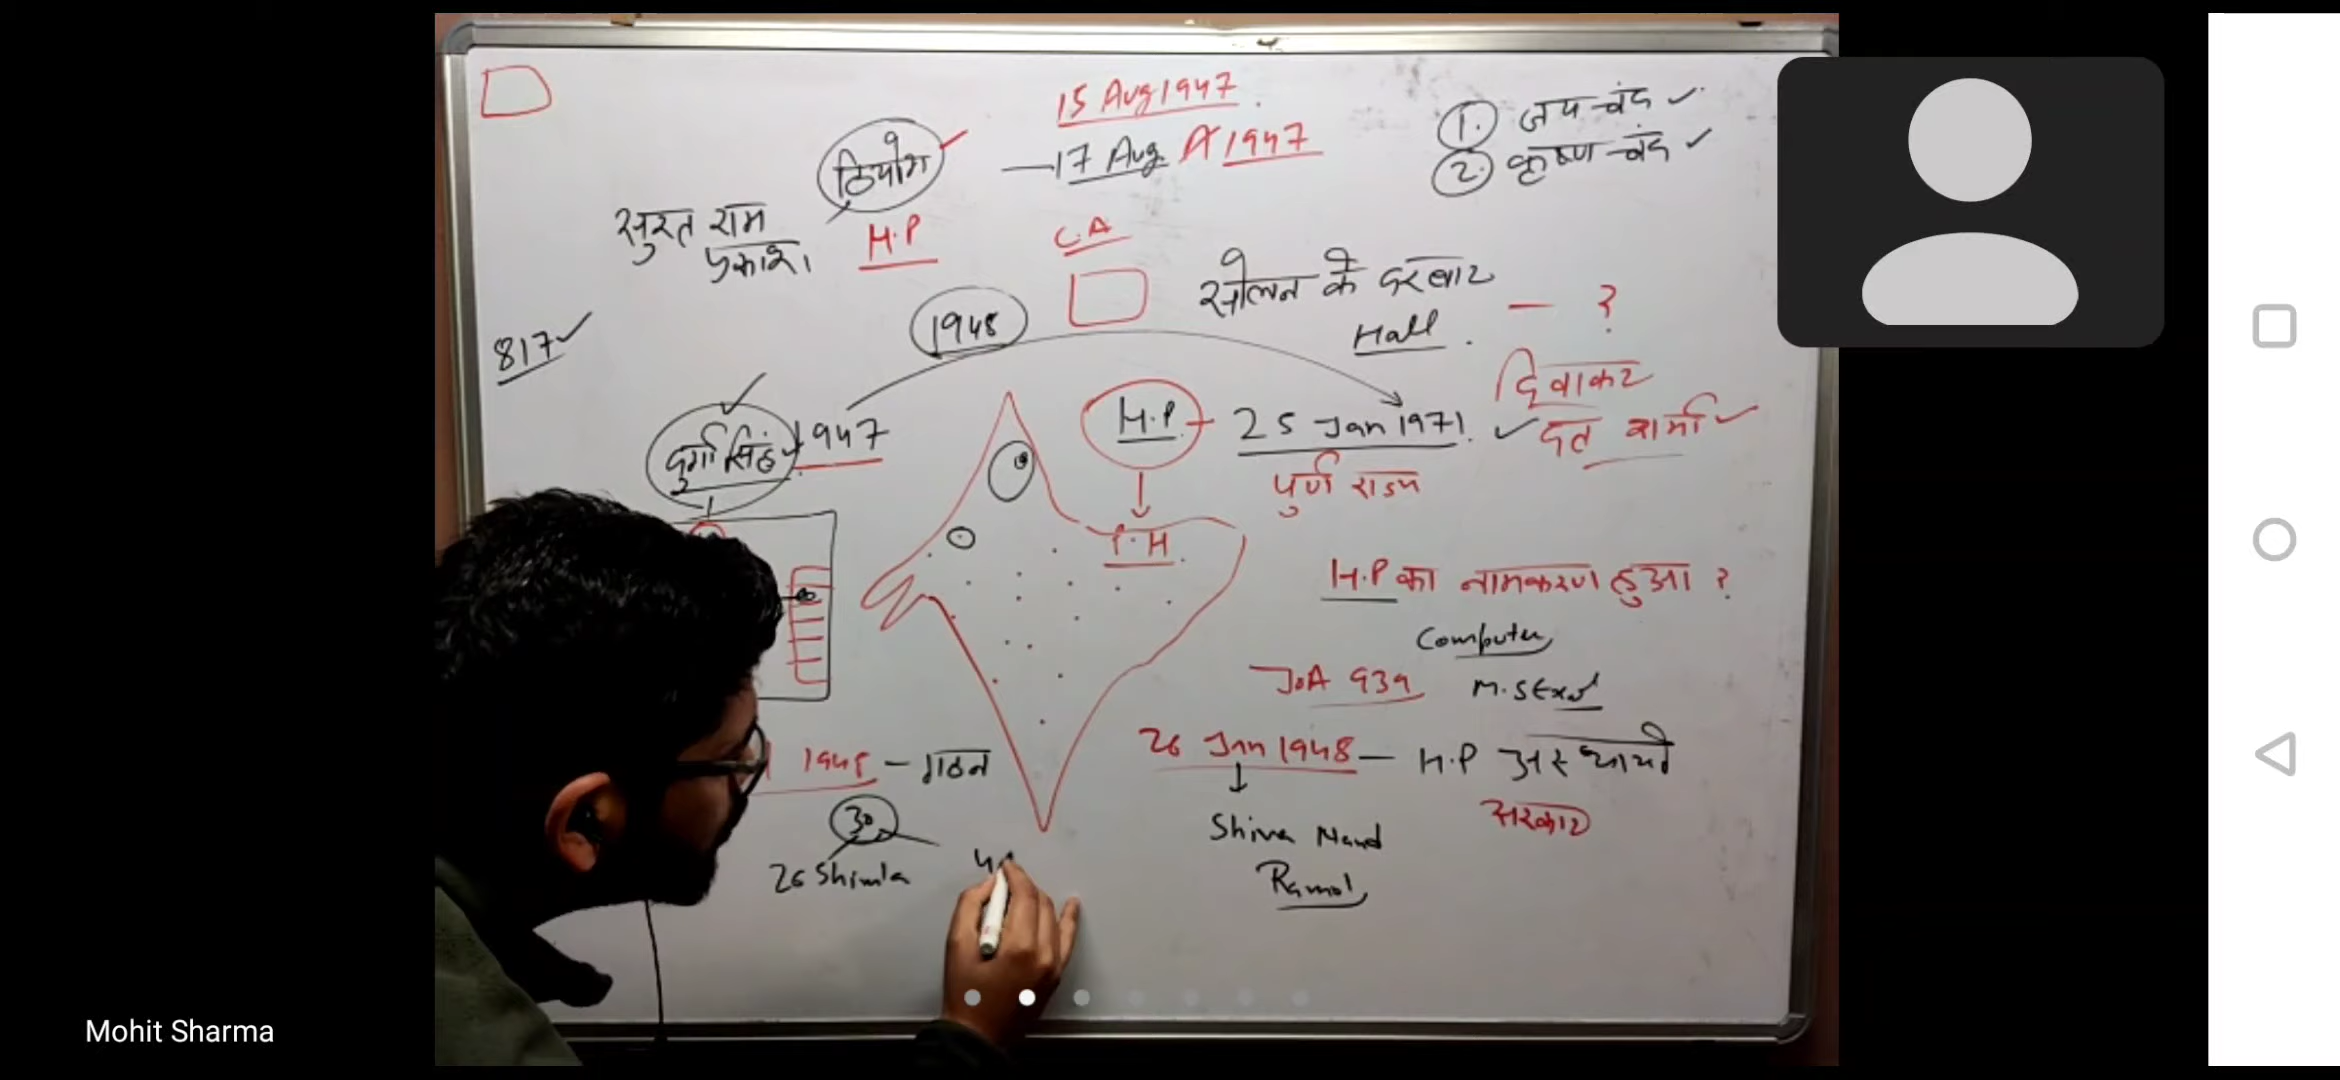 15 Aug 1947
ठियोग — 17 Aug 1947
1. जय चंद
2. कृष्ण चंद
सुरत राम
प्रकाश
H.P
C.A
सोलन के दरबार
Hall . — ?
1948
817
दुर्गा सिंह 1947
H.P - 25 Jan 1971.
दिवाकर
दत शर्मा
पुर्ण राज्य
P.H
H.P का नामकरण हुआ ?
Computer
JOA 939
M.S Excel
1948 - गठन
26 Jan 1948 — H.P अस्थायी
सरकार
30
26 Shimla
4
Shiva Nand
Ramol
Mohit Sharma